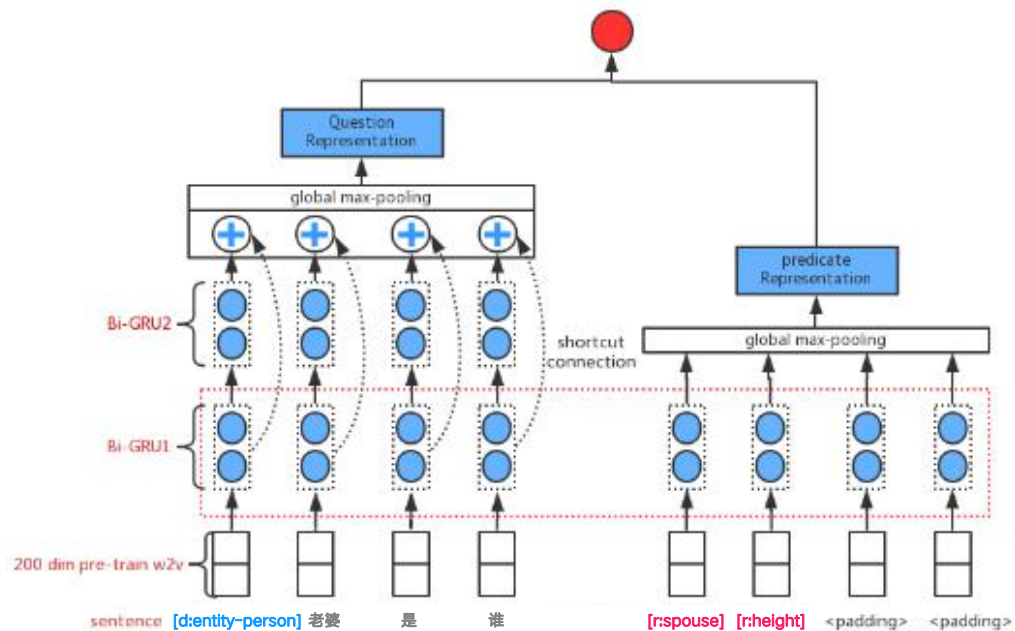 Question
Representation
global max-pooling
predicate
Representation
Bi-GRU2
shortcut
connection
global max-pooling
Bi-GRU1
200 dim pre-train w2v
sentence [d:entity-person] 老婆 是 谁 [r:spouse] [r:height] <padding> <padding>